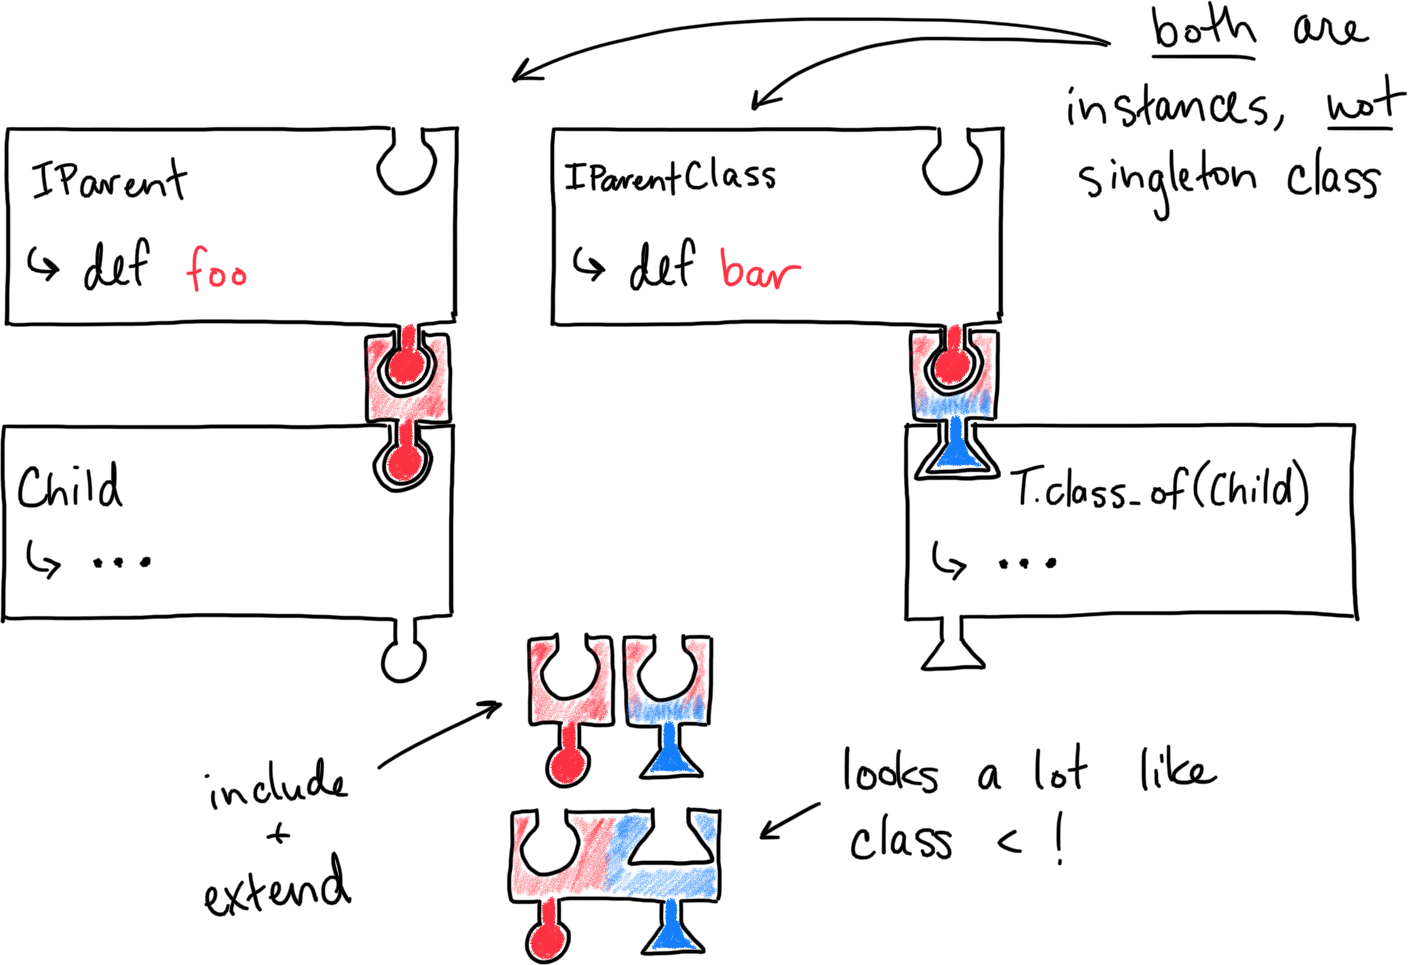 both are
instances, not
singleton class
IParent
↳ def foo
IParentClass
↳ def bar
Child
↳ ...
T.class_of(Child)
↳ ...
include
+
extend
looks a lot like
class < !